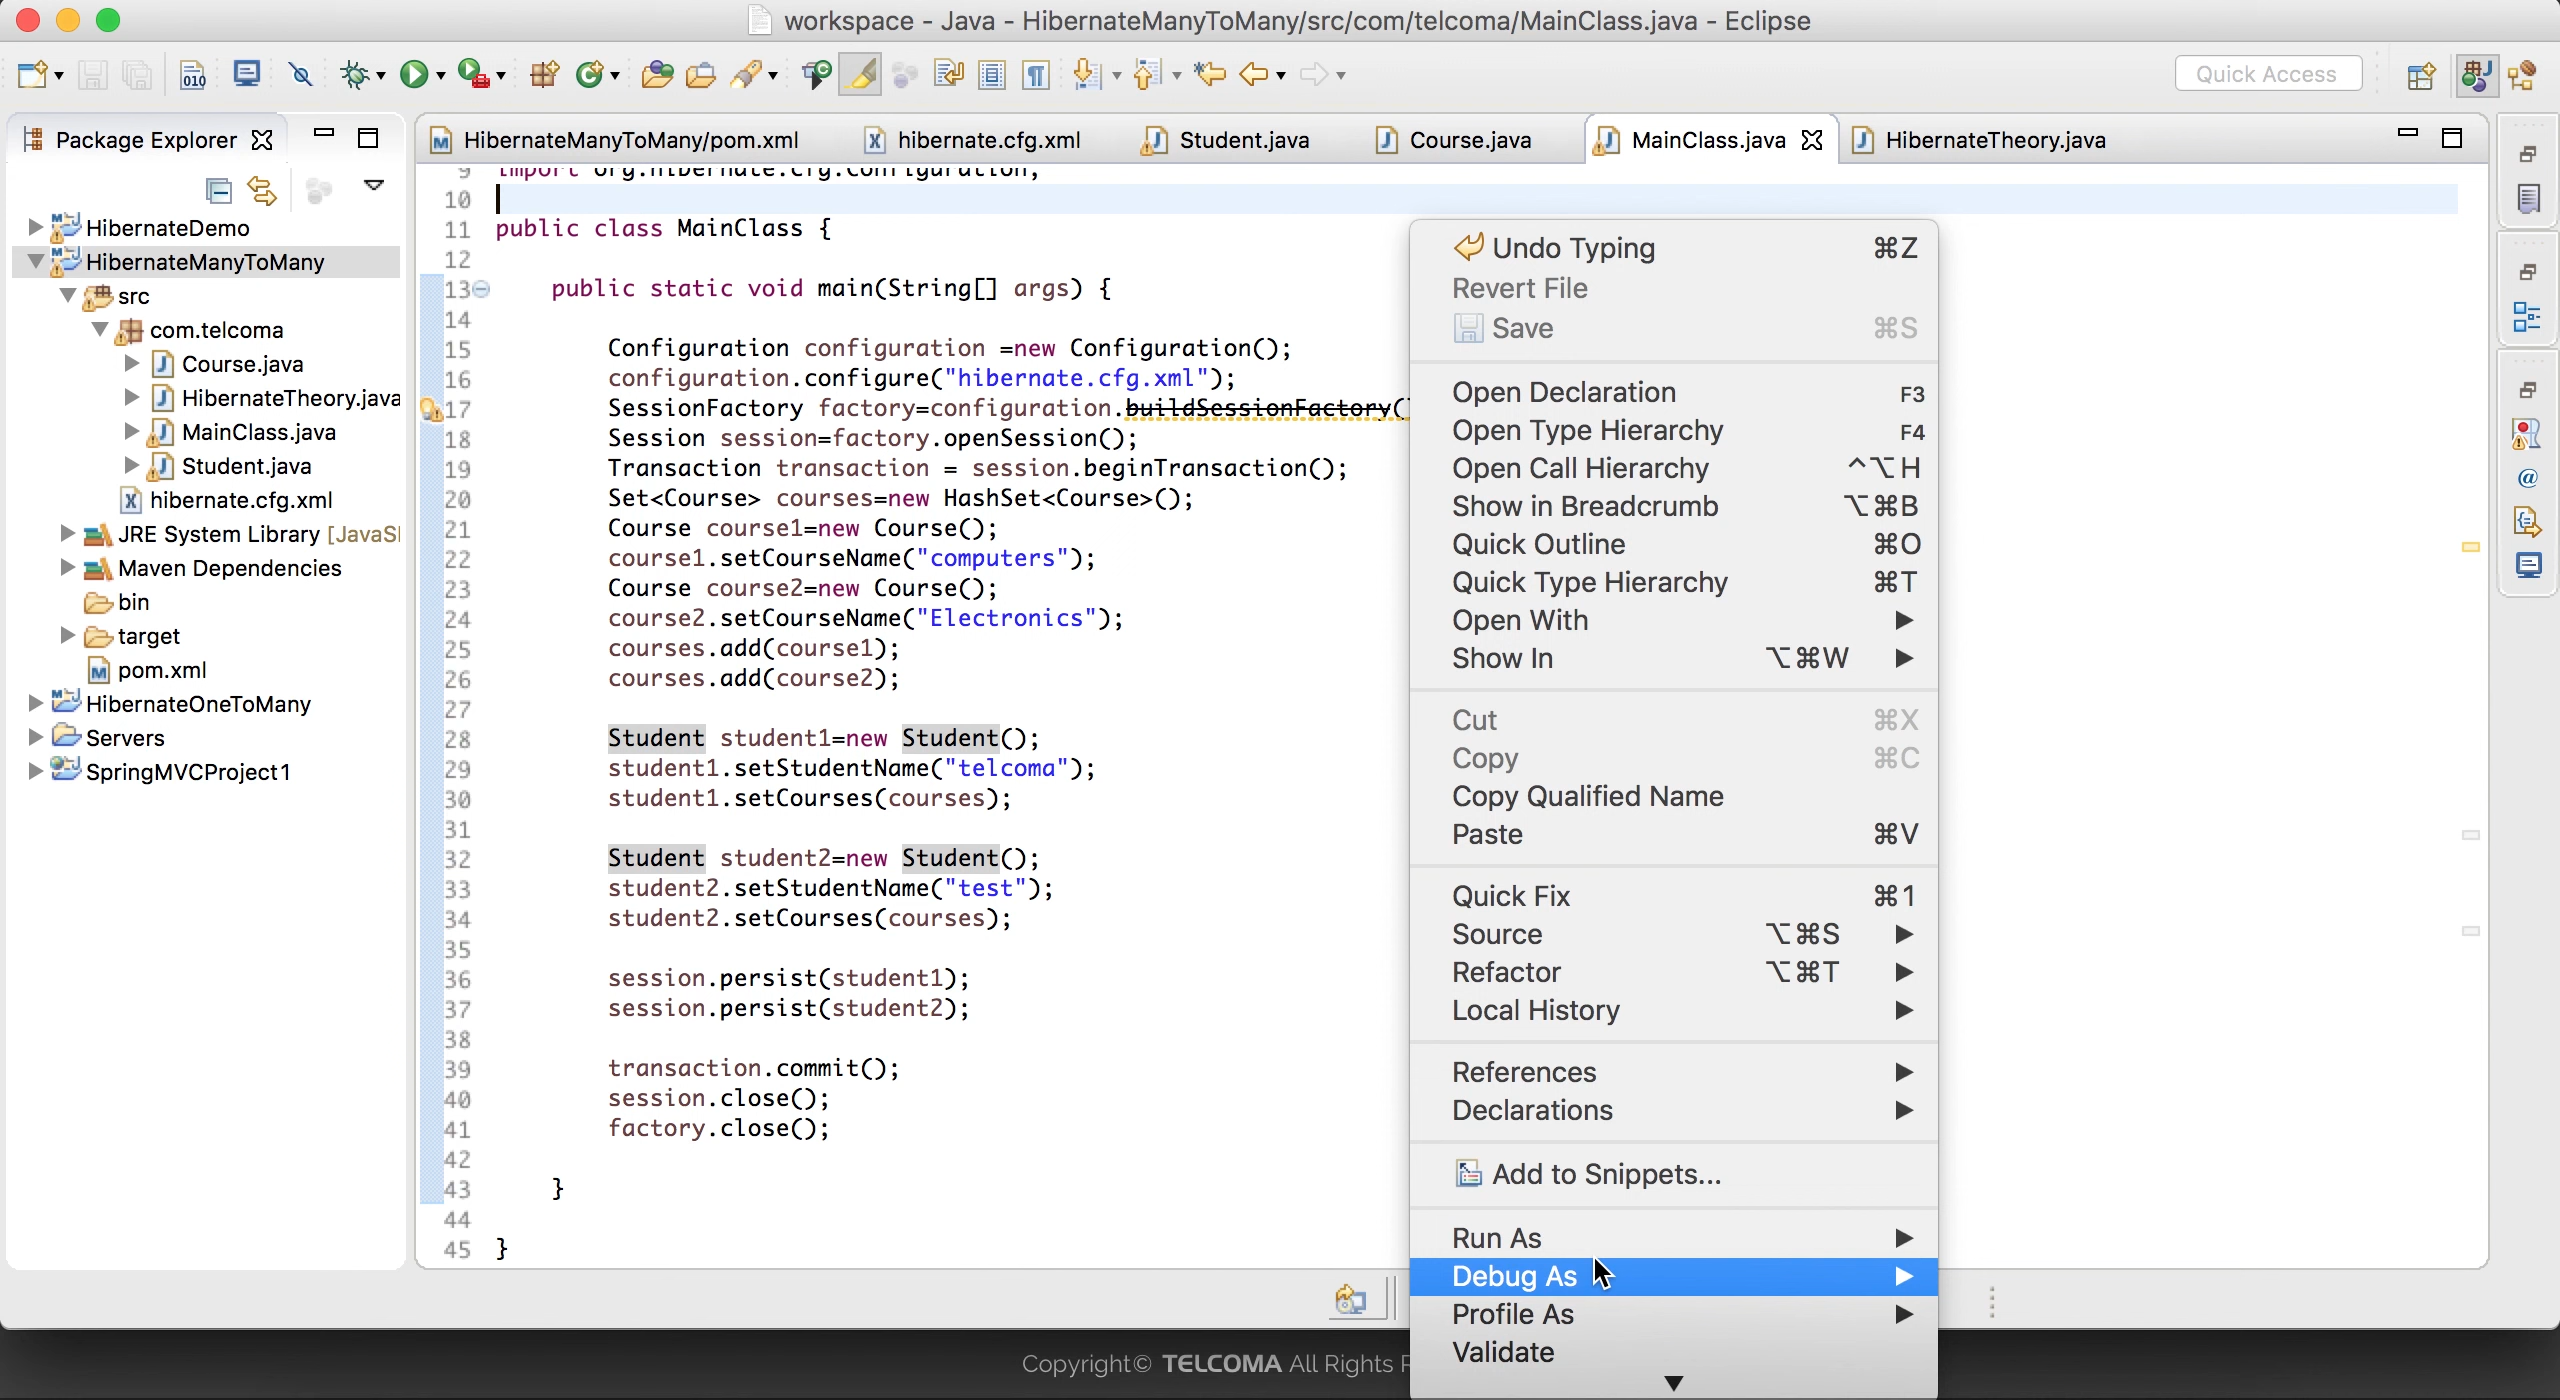 workspace - Java - HibernateManyToMany/src/com/telcoma/MainClass.java - Eclipse
Quick Access
Package Explorer
HibernateDemo
HibernateManyToMany
src
com.telcoma
Course.java
HibernateTheory.java
MainClass.java
Student.java
hibernate.cfg.xml
JRE System Library [JavaSI
Maven Dependencies
bin
target
pom.xml
HibernateOneToMany
Servers
SpringMVCProject1
HibernateManyToMany/pom.xml
hibernate.cfg.xml
Student.java
Course.java
MainClass.java
HibernateTheory.java
9 import org.hibernate.cfg.Configuration;
10
11 public class MainClass {
12
13 public static void main(String[] args) {
14
15 Configuration configuration =new Configuration();
16 configuration.configure("hibernate.cfg.xml");
17 SessionFactory factory=configuration.buildSessionFactory(
18 Session session=factory.openSession();
19 Transaction transaction = session.beginTransaction();
20 Set<Course> courses=new HashSet<Course>();
21 Course course1=new Course();
22 course1.setCourseName("computers");
23 Course course2=new Course();
24 course2.setCourseName("Electronics");
25 courses.add(course1);
26 courses.add(course2);
27
28 Student student1=new Student();
29 student1.setStudentName("telcoma");
30 student1.setCourses(courses);
31
32 Student student2=new Student();
33 student2.setStudentName("test");
34 student2.setCourses(courses);
35
36 session.persist(student1);
37 session.persist(student2);
38
39 transaction.commit();
40 session.close();
41 factory.close();
42
43 }
44
45 }
Undo Typing ⌘Z
Revert File
Save ⌘S
Open Declaration F3
Open Type Hierarchy F4
Open Call Hierarchy ^⌥H
Show in Breadcrumb ⌥⌘B
Quick Outline ⌘O
Quick Type Hierarchy ⌘T
Open With
Show In ⌥⌘W
Cut ⌘X
Copy ⌘C
Copy Qualified Name
Paste ⌘V
Quick Fix ⌘1
Source ⌥⌘S
Refactor ⌥⌘T
Local History
References
Declarations
Add to Snippets...
Run As
Debug As
Profile As
Validate
Copyright© TELCOMA All Rights